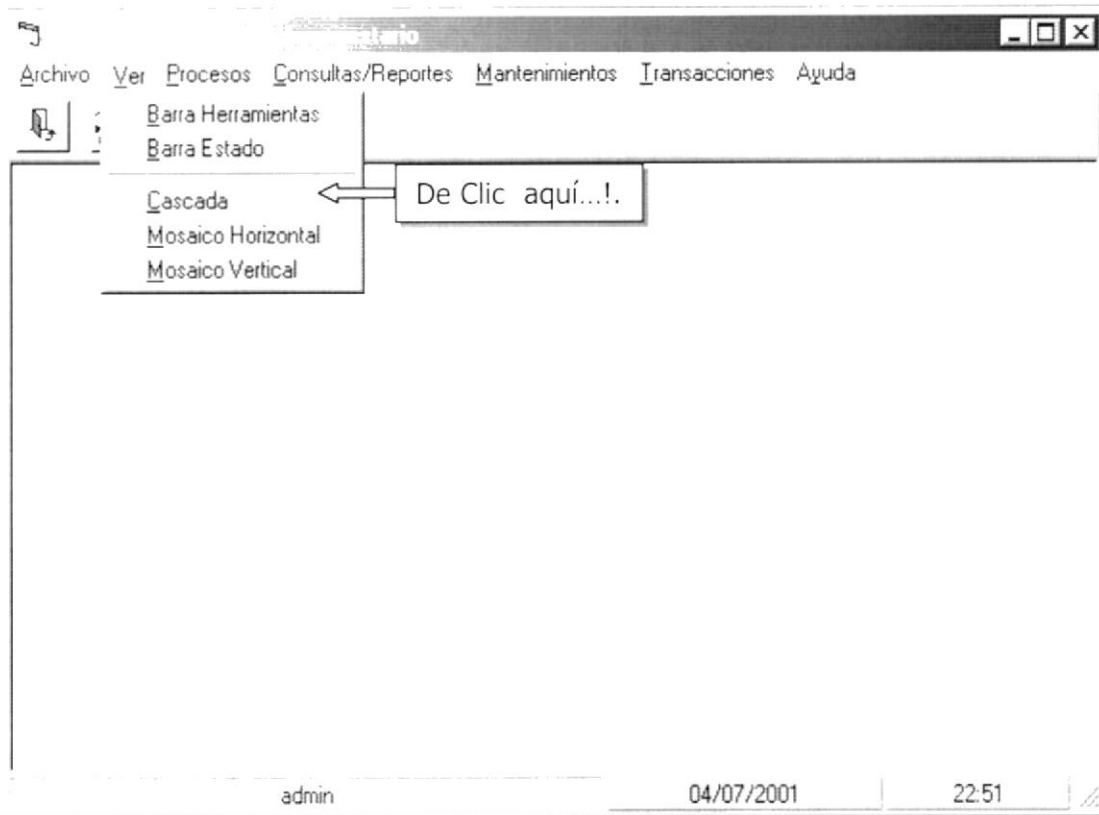 Archivo Ver Procesos Consultas/Reportes Mantenimientos Transacciones Ayuda
Barra Herramientas
Barra Estado
Cascada
De Clic aquí...!.
Mosaico Horizontal
Mosaico Vertical
admin 04/07/2001 22:51